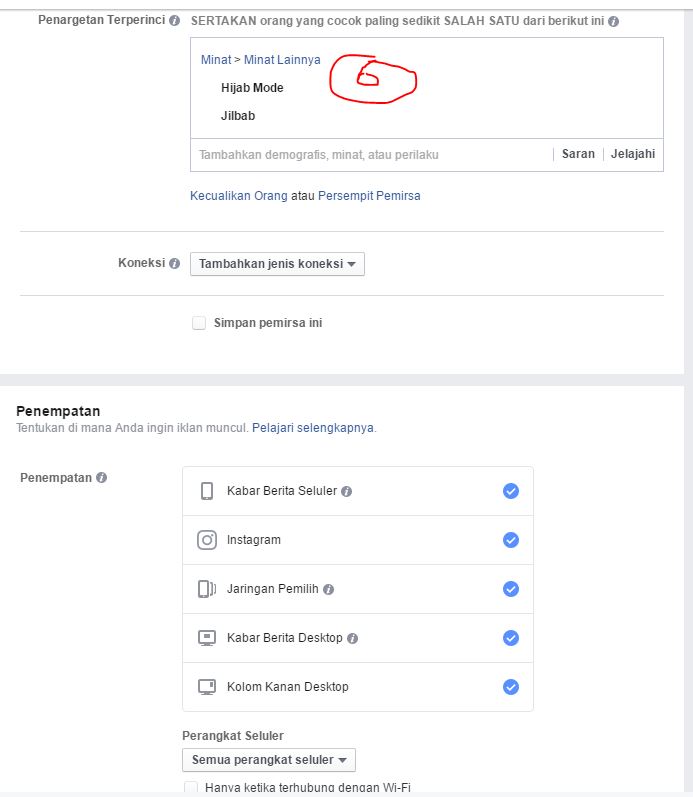 Penargetan Terperinci SERTAKAN orang yang cocok paling sedikit SALAH SATU dari berikut ini
Minat > Minat Lainnya
6
Hijab Mode
Jilbab
Tambahkan demografis, minat, atau perilaku Saran Jelajahi
Kecualikan Orang atau Persempit Pemirsa
Koneksi Tambahkan jenis koneksi
Simpan pemirsa ini
Penempatan
Tentukan di mana Anda ingin iklan muncul. Pelajari selengkapnya.
Penempatan
Kabar Berita Seluler
Instagram
Jaringan Pemilih
Kabar Berita Desktop
Kolom Kanan Desktop
Perangkat Seluler
Semua perangkat seluler
Hanya ketika terhubung dengan Wi-Fi